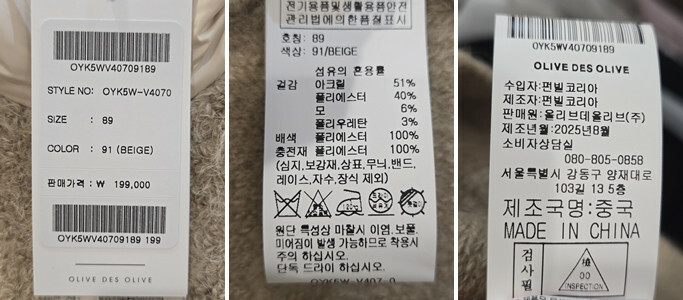 OYK5WV40709189
STYLE NO: OYK5W-V4070
SIZE : 89
COLOR : 91 (BEIGE)
판매가격 : ₩ 199,000
OYKSWV40709189 199
OLIVE DES OLIVE
전기용품및생활용품안전
관리법에의한품질표시
호칭: 89
색상: 91/BEIGE
섬유의 혼용률
겉감 아크릴 51%
폴리에스터 40%
모 6%
폴리우레탄 3%
배색 폴리에스터 100%
충전재 폴리에스터 100%
(심지,보강재,상표,무늬,밴드,
레이스,자수,장식 제외)
원단 특성상 마찰시 이염,보풀,
미어짐이 발생 가능하므로 착용시
주의 하십시오.
단독 드라이 하십시오.
OYK5W-V407-0
OYK5WV40709189
OLIVE DES OLIVE
수입자:펀빌코리아
제조자:펀빌코리아
판매원:올리브데올리브(주)
제조년월:2025년8월
소비자상담실
080-805-0858
서울특별시 강동구 양재대로
103길 13 5층
제조국명:중국
MADE IN CHINA
검
사
필
00
INSPECTION